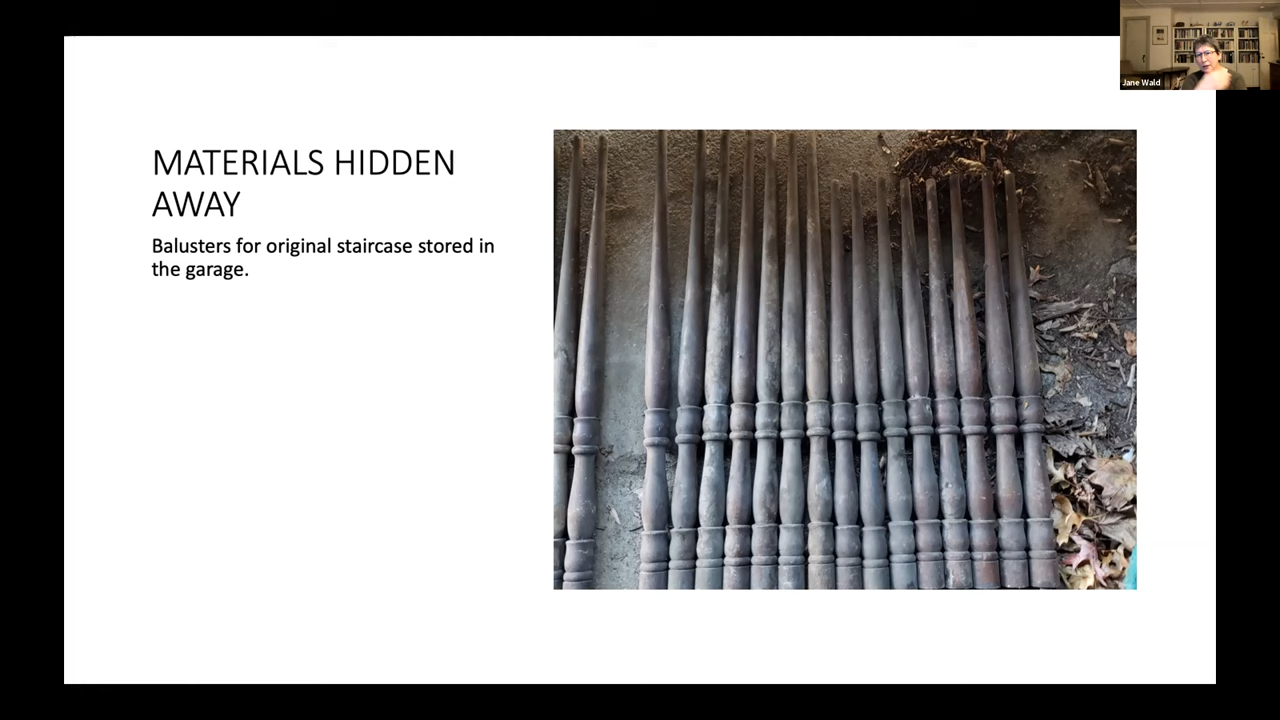 Jane Wald
MATERIALS HIDDEN
AWAY
Balusters for original staircase stored in
the garage.